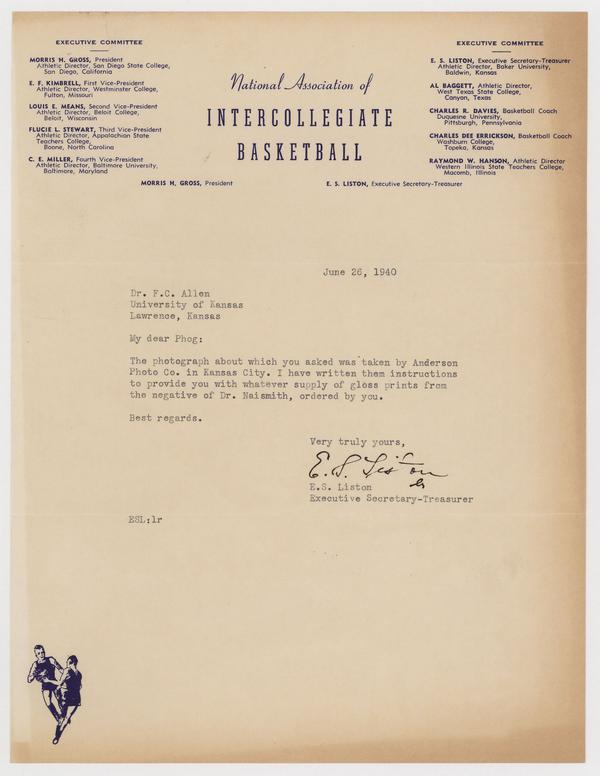 EXECUTIVE COMMITTEE
MORRIS H. GROSS, President
Athletic Director, San Diego State College,
San Diego, California
E. F. KIMBRELL, First Vice-President
Athletic Director, Westminster College,
Fulton, Missouri
LOUIS E. MEANS, Second Vice-President
Athletic Director, Beloit College,
Beloit, Wisconsin
FLUCIE L. STEWART, Third Vice-President
Athletic Director, Appalachian State
Teachers College,
Boone, North Carolina
C. E. MILLER, Fourth Vice-President
Athletic Director, Baltimore University,
Baltimore, Maryland
National Association of
INTERCOLLEGIATE
BASKETBALL
EXECUTIVE COMMITTEE
E. S. LISTON, Executive Secretary-Treasurer
Athletic Director, Baker University,
Baldwin, Kansas
AL BAGGETT, Athletic Director,
West Texas State College,
Canyon, Texas
CHARLES R. DAVIES, Basketball Coach
Duquesne University,
Pittsburgh, Pennsylvania
CHARLES DEE ERRICKSON, Basketball Coach
Washburn College,
Topeka, Kansas
RAYMOND W. HANSON, Athletic Director
Western Illinois State Teachers College,
Macomb, Illinois
MORRIS H. GROSS, President
E. S. LISTON, Executive Secretary-Treasurer
June 26, 1940
Dr. F.C. Allen
University of Kansas
Lawrence, Kansas
My dear Phog:
The photograph about which you asked was taken by Anderson
Photo Co. in Kansas City. I have written them instructions
to provide you with whatever supply of gloss prints from
the negative of Dr. Naismith, ordered by you.
Best regards.
Very truly yours,
E. S. Liston
E.S. Liston
Executive Secretary-Treasurer
ESL:lr